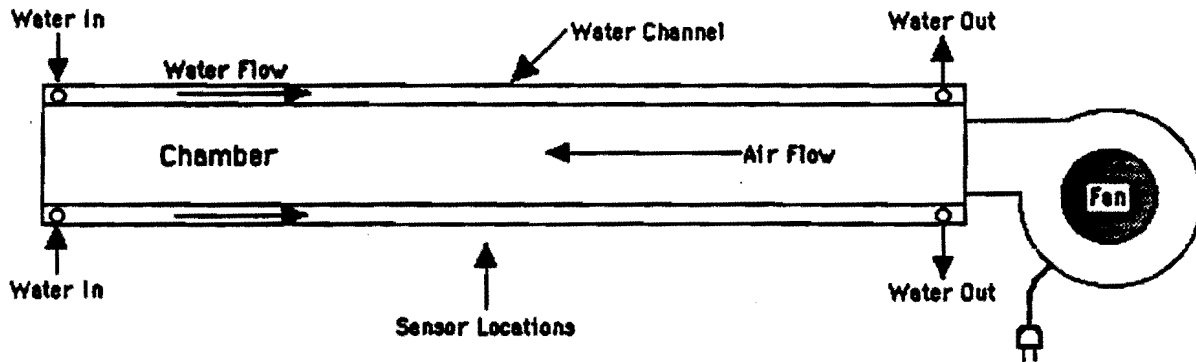 Water In
Water Channel
Water Out
Water Flow
Chamber
Air Flow
Fan
Water In
Sensor Locations
Water Out